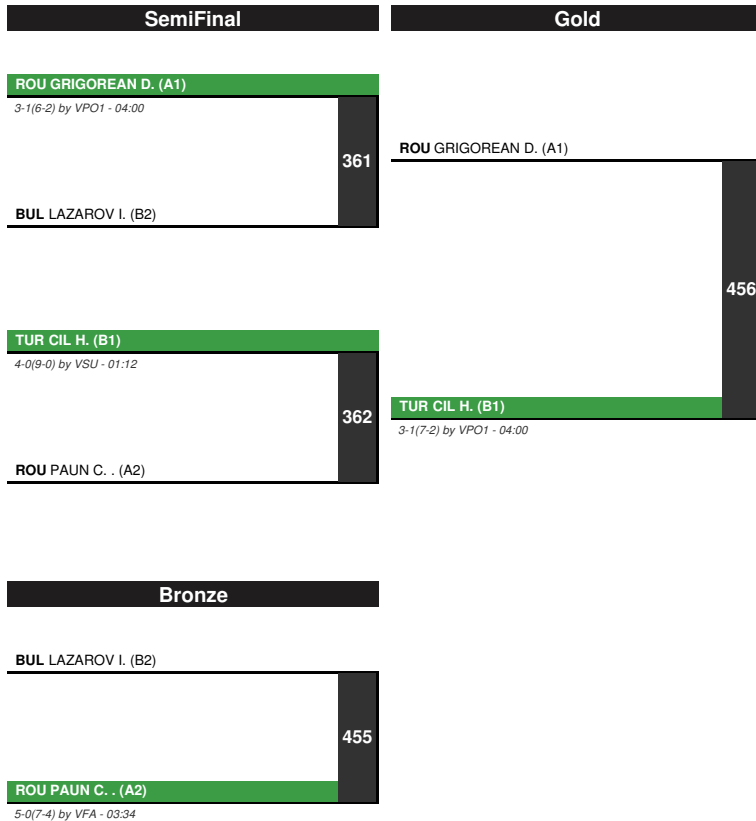 SemiFinal
Gold
ROU GRIGOREAN D. (A1)
3-1(6-2) by VPO1 - 04:00
361
BUL LAZAROV I. (B2)
ROU GRIGOREAN D. (A1)
456
TUR CIL H. (B1)
4-0(9-0) by VSU - 01:12
362
ROU PAUN C. . (A2)
TUR CIL H. (B1)
3-1(7-2) by VPO1 - 04:00
Bronze
BUL LAZAROV I. (B2)
455
ROU PAUN C. . (A2)
5-0(7-4) by VFA - 03:34